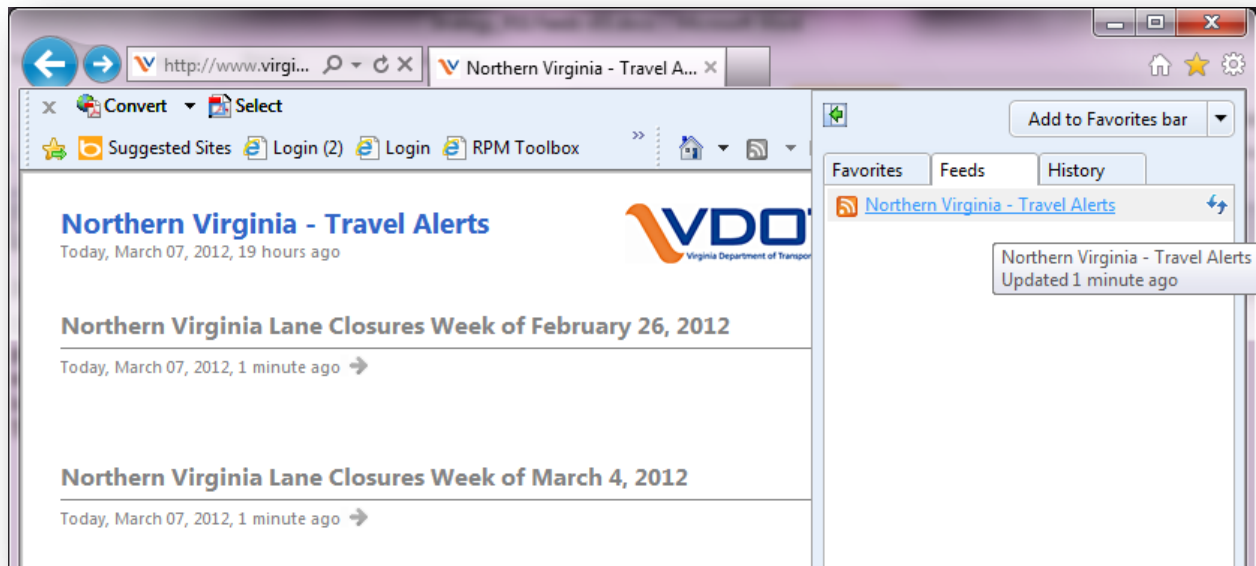 http://www.virgi...
Northern Virginia - Travel A...
x Convert Select
Suggested Sites Login (2) Login RPM Toolbox »
Add to Favorites bar
Favorites Feeds History
Northern Virginia - Travel Alerts
Northern Virginia - Travel Alerts
Updated 1 minute ago
Northern Virginia - Travel Alerts
Today, March 07, 2012, 19 hours ago
VDOT
Virginia Department of Transpor
Northern Virginia Lane Closures Week of February 26, 2012
Today, March 07, 2012, 1 minute ago
Northern Virginia Lane Closures Week of March 4, 2012
Today, March 07, 2012, 1 minute ago